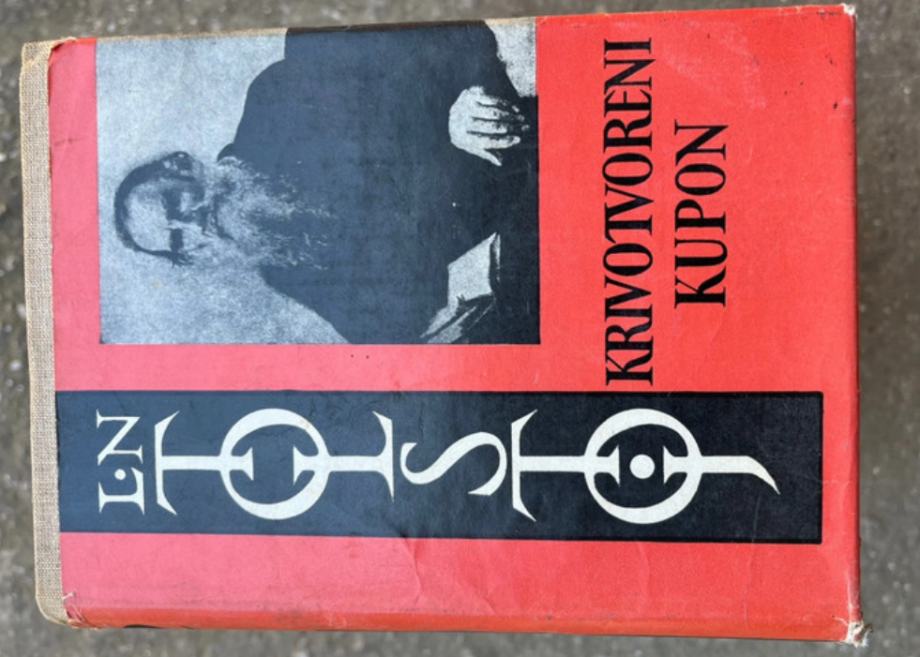 L·N
TOLSTOJ
KRIVOTVORENI
KUPON